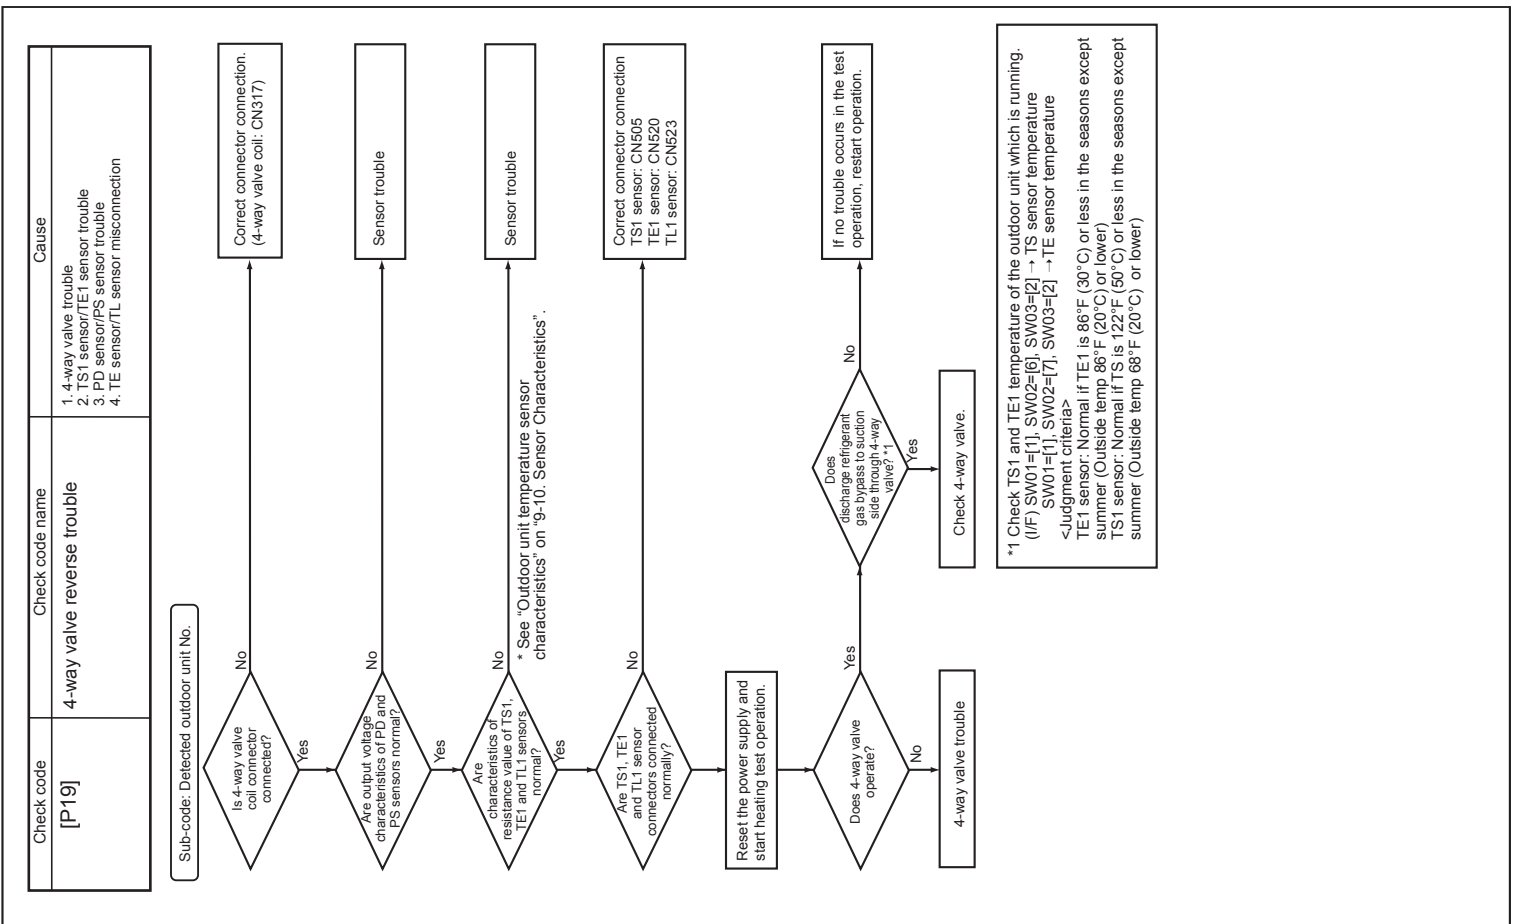 Check code
Check code name
Cause
[P19]
4-way valve reverse trouble
1. 4-way valve trouble
2. TS1 sensor/TE1 sensor trouble
3. PD sensor/PS sensor trouble
4. TE sensor/TL sensor misconnection
Sub-code: Detected outdoor unit No.
Is 4-way valve
coil connector
connected?
No
Correct connector connection.
(4-way valve coil: CN317)
Yes
Are output voltage
characteristics of PD and
PS sensors normal?
No
Sensor trouble
Yes
Are
characteristics of
resistance value of TS1,
TE1 and TL1 sensors
normal?
No
Sensor trouble
* See “Outdoor unit temperature sensor
characteristics” on “9-10. Sensor Characteristics”.
Yes
Are TS1, TE1
and TL1 sensor
connectors connected
normally?
No
Correct connector connection
TS1 sensor: CN505
TE1 sensor: CN520
TL1 sensor: CN523
Reset the power supply and
start heating test operation.
Does 4-way valve
operate?
Yes
Does
discharge refrigerant
gas bypass to suction
side through 4-way
valve? *1
No
If no trouble occurs in the test
operation, restart operation.
No
4-way valve trouble
Yes
Check 4-way valve.
*1 Check TS1 and TE1 temperature of the outdoor unit which is running.
(I/F) SW01=[1], SW02=[6], SW03=[2] → TS sensor temperature
SW01=[1], SW02=[7], SW03=[2] →TE sensor temperature
<Judgment criteria>
TE1 sensor: Normal if TE1 is 86°F (30°C) or less in the seasons except
summer (Outside temp 86°F (20°C) or lower)
TS1 sensor: Normal if TS is 122°F (50°C) or less in the seasons except
summer (Outside temp 68°F (20°C) or lower)